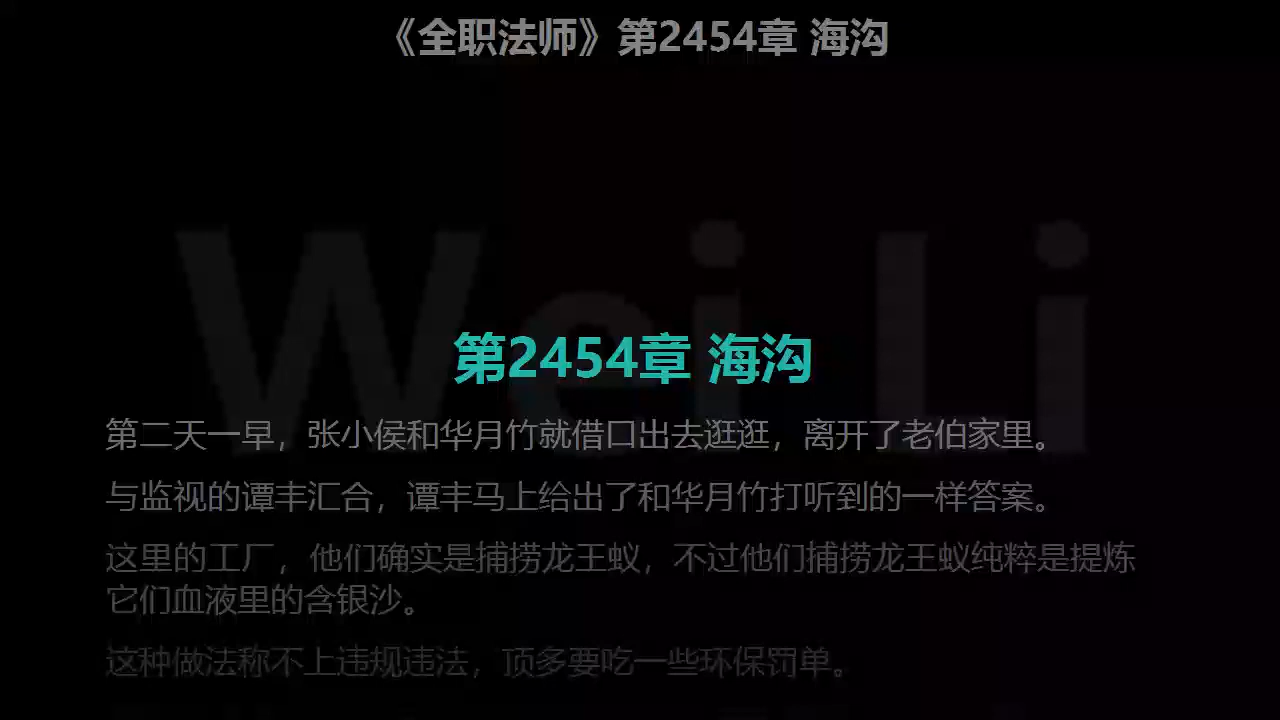 《全职法师》第2454章 海沟
Wei Li
第2454章 海沟
第二天一早，张小侯和华月竹就借口出去逛逛，离开了老伯家里。
与监视的谭丰汇合，谭丰马上给出了和华月竹打听到的一样答案。
这里的工厂，他们确实是捕捞龙王蚁，不过他们捕捞龙王蚁纯粹是提炼
它们血液里的含银沙。
这种做法称不上违规违法，顶多要吃一些环保罚单。